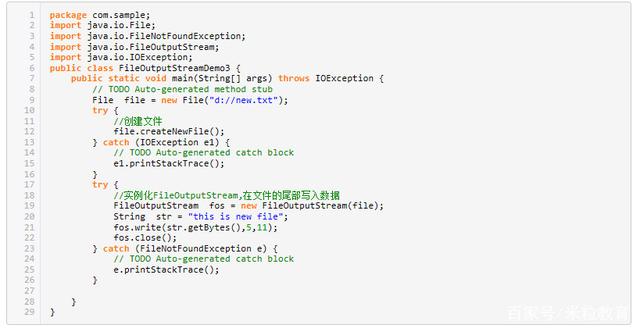 1 package com.sample;
2 import java.io.File;
3 import java.io.FileNotFoundException;
4 import java.io.FileOutputStream;
5 import java.io.IOException;
6 public class FileOutputStreamDemo3 {
7     public static void main(String[] args) throws IOException {
8         // TODO Auto-generated method stub
9         File  file = new File("d://new.txt");
10         try {
11             //创建文件
12             file.createNewFile();
13         } catch (IOException e1) {
14             // TODO Auto-generated catch block
15             e1.printStackTrace();
16         }
17         try {
18             //实例化FileOutputStream,在文件的尾部写入数据
19             FileOutputStream  fos = new FileOutputStream(file);
20             String  str = "this is new file";
21             fos.write(str.getBytes(),5,11);
22             fos.close();
23         } catch (FileNotFoundException e) {
24             // TODO Auto-generated catch block
25             e.printStackTrace();
26         }
27
28     }
29 }
百家号/米粒教育